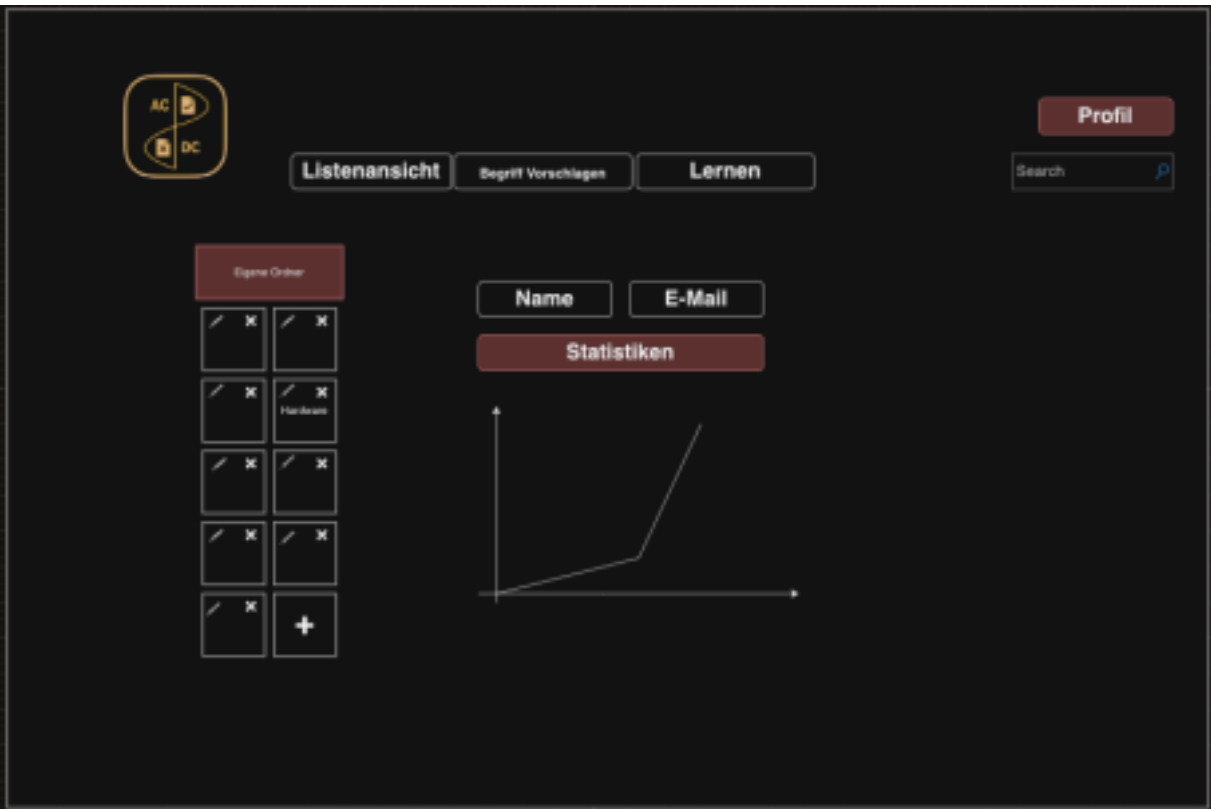 AC
DC
Profil
Listenansicht
Begriff Vorschlagen
Lernen
Search
Eigene Ordner
Name
E-Mail
Statistiken
Hardware